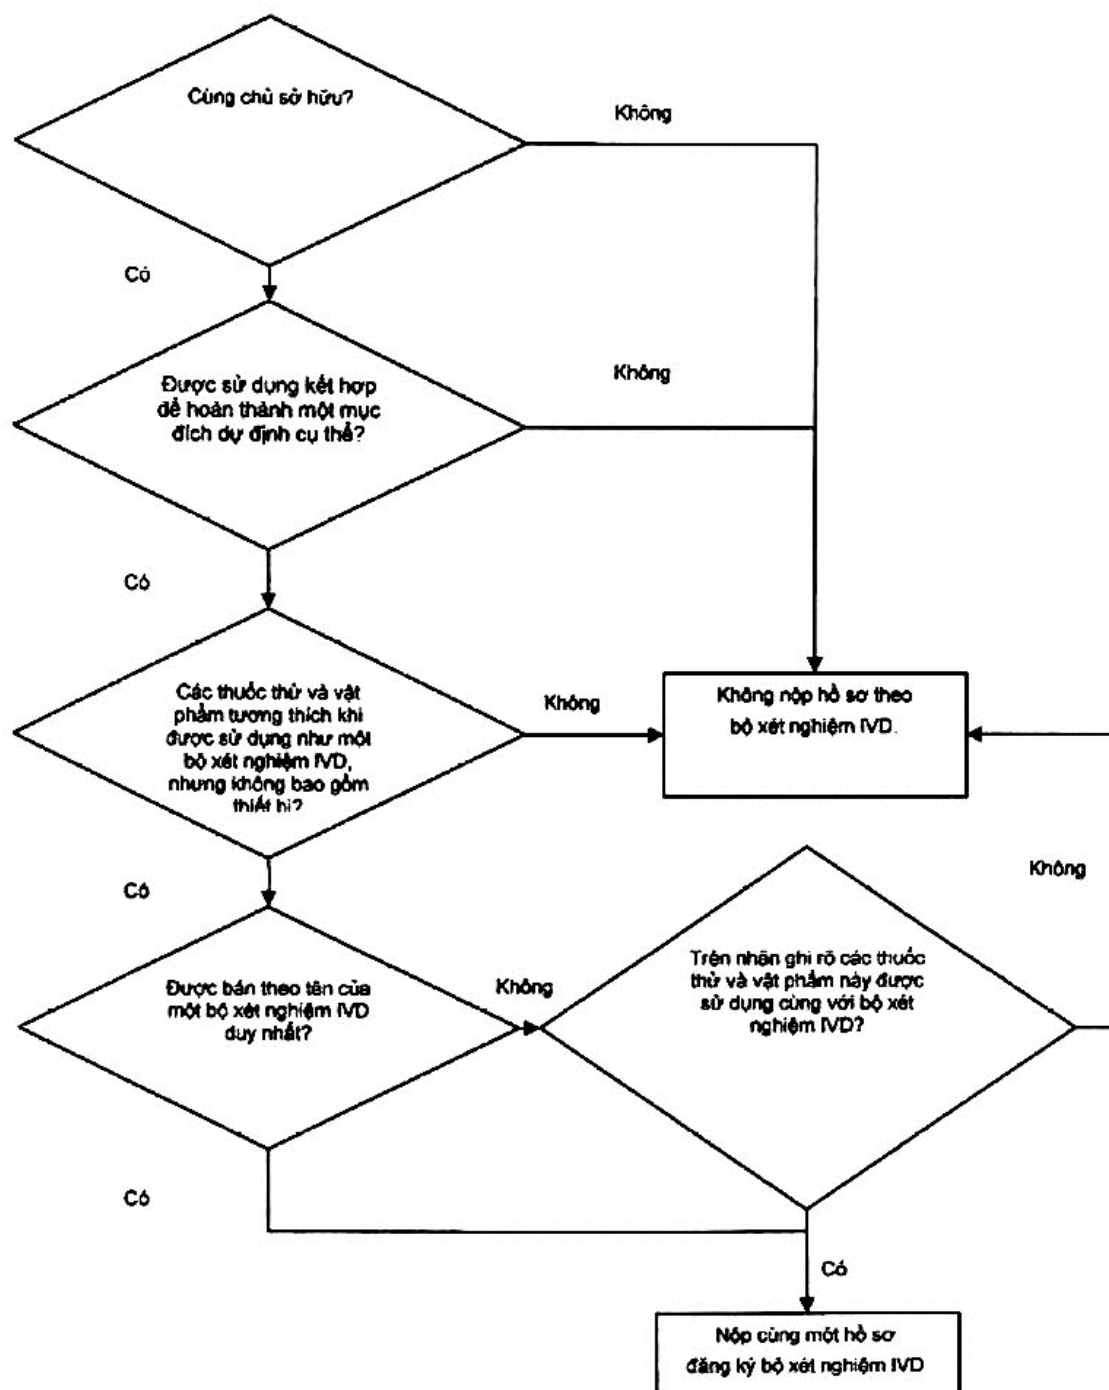 Cùng chủ sở hữu?
Không
Có
Được sử dụng kết hợp
để hoàn thành một mục
đích dự định cụ thể?
Không
Có
Các thuốc thử và vật
phẩm tương thích khi
được sử dụng như một
bộ xét nghiệm IVD,
nhưng không bao gồm
thiết bị?
Không
Không nộp hồ sơ theo
bộ xét nghiệm IVD.
Có
Được bán theo tên của
một bộ xét nghiệm IVD
duy nhất?
Không
Trên nhãn ghi rõ các thuốc
thử và vật phẩm này được
sử dụng cùng với bộ xét
nghiệm IVD?
Không
Có
Có
Nộp cùng một hồ sơ
đăng ký bộ xét nghiệm IVD